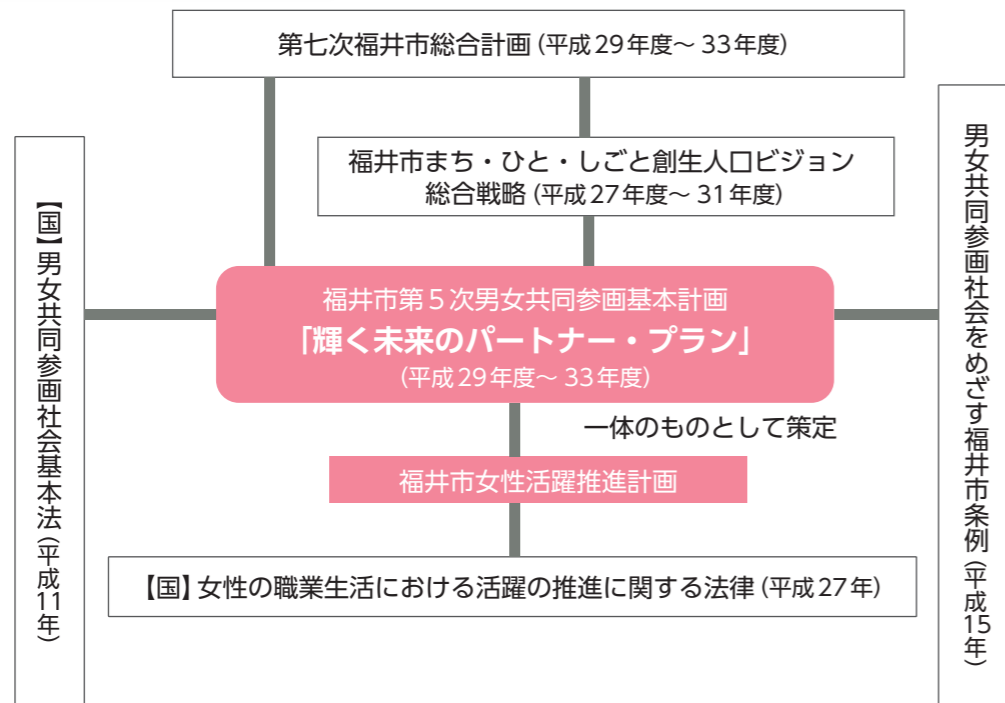 第七次福井市総合計画（平成29年度～33年度）
福井市まち・ひと・しごと創生人口ビジョン
総合戦略（平成27年度～31年度）
【国】男女共同参画社会基本法（平成11年）
福井市第５次男女共同参画基本計画
「輝く未来のパートナー・プラン」
（平成29年度～33年度）
男女共同参画社会をめざす福井市条例（平成15年）
一体のものとして策定
福井市女性活躍推進計画
【国】女性の職業生活における活躍の推進に関する法律（平成27年）